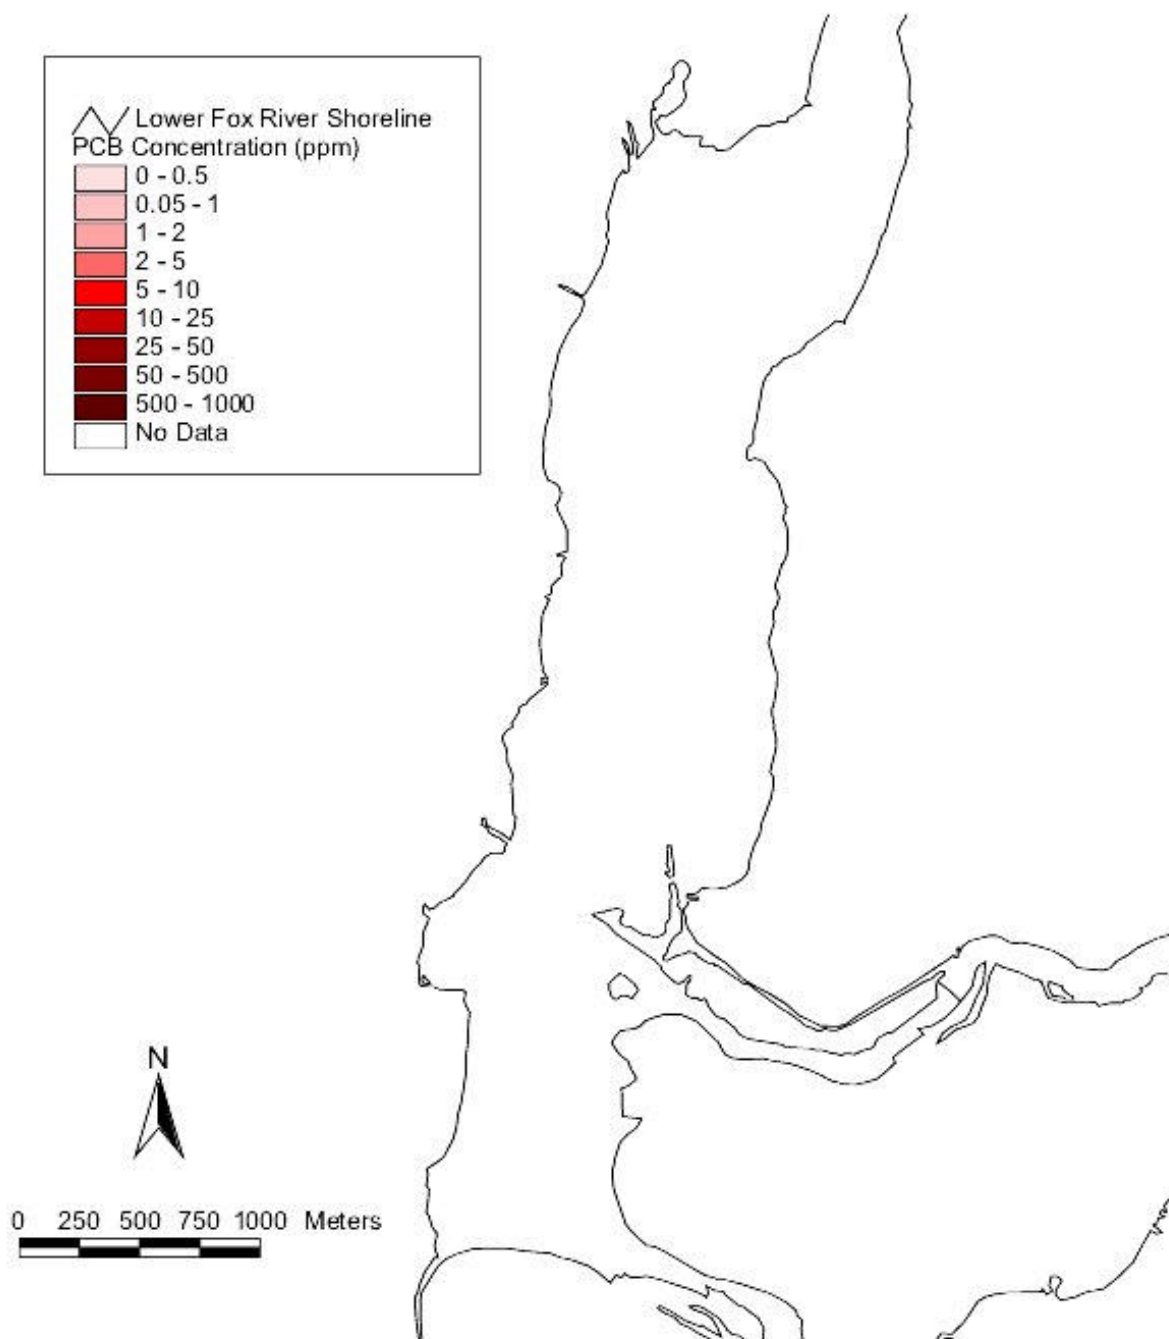 Lower Fox River Shoreline
PCB Concentration (ppm)
0 - 0.5
0.05 - 1
1 - 2
2 - 5
5 - 10
10 - 25
25 - 50
50 - 500
500 - 1000
No Data
N
0 250 500 750 1000 Meters